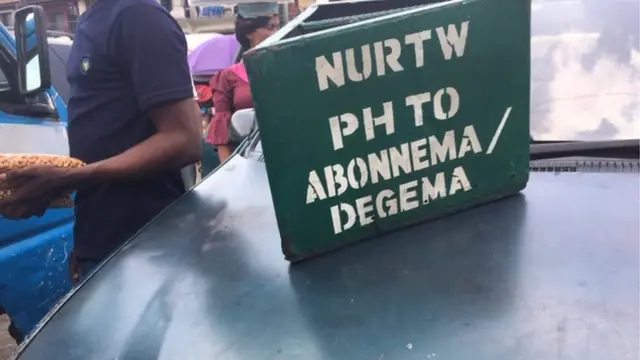 NURTW
PH TO
ABONNEMA/
DEGEMA